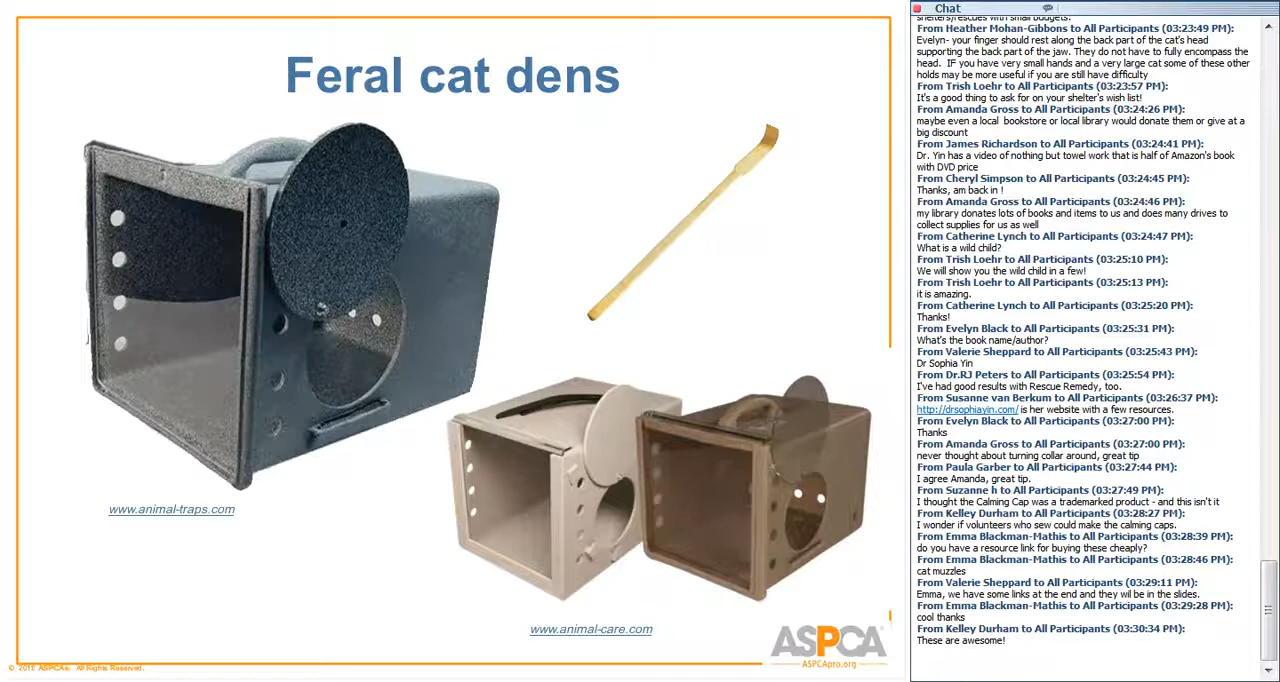 Feral cat dens
www.animal-traps.com
www.animal-care.com
ASPCA®
ASPCApro.org
All Rights Reserved.
Chat
shelters/rescues with small budgets.
From Heather Mohan-Gibbons to All Participants (03:23:49 PM):
Evelyn- your finger should rest along the back part of the cat's head
supporting the back part of the jaw. They do not have to fully encompass the
head.  IF you have very small hands and a very large cat some of these other
holds may be more useful if you are still have difficulty
From Trish Loehr to All Participants (03:23:57 PM):
It's a good thing to ask for on your shelter's wish list!
From Amanda Gross to All Participants (03:24:26 PM):
maybe even a local  bookstore or local library would donate them or give at a
big discount
From James Richardson to All Participants (03:24:41 PM):
Dr. Yin has a video of nothing but towel work that is half of Amazon's book
with DVD price
From Cheryl Simpson to All Participants (03:24:45 PM):
Thanks, am back in !
From Amanda Gross to All Participants (03:24:46 PM):
my library donates lots of books and items to us and does many drives to
collect supplies for us as well
From Catherine Lynch to All Participants (03:24:47 PM):
What is a wild child?
From Trish Loehr to All Participants (03:25:10 PM):
We will show you the wild child in a few!
From Trish Loehr to All Participants (03:25:13 PM):
it is amazing.
From Catherine Lynch to All Participants (03:25:20 PM):
Thanks!
From Evelyn Black to All Participants (03:25:31 PM):
What's the book name/author?
From Valerie Sheppard to All Participants (03:25:43 PM):
Dr Sophia Yin
From Dr.RJ Peters to All Participants (03:25:54 PM):
I've had good results with Rescue Remedy, too.
From Susanne van Berkum to All Participants (03:26:37 PM):
http://drsophiayin.com/ is her website with a few resources.
From Evelyn Black to All Participants (03:27:00 PM):
Thanks
From Amanda Gross to All Participants (03:27:00 PM):
never thought about turning collar around, great tip
From Paula Garber to All Participants (03:27:44 PM):
I agree Amanda, great tip.
From Suzanne h to All Participants (03:27:49 PM):
I thought the Calming Cap was a trademarked product - and this isn't it
From Kelley Durham to All Participants (03:28:27 PM):
I wonder if volunteers who sew could make the calming caps.
From Emma Blackman-Mathis to All Participants (03:28:39 PM):
do you have a resource link for buying these cheaply?
From Emma Blackman-Mathis to All Participants (03:28:46 PM):
cat muzzles
From Valerie Sheppard to All Participants (03:29:11 PM):
Emma, we have some links at the end and they wil be in the slides.
From Emma Blackman-Mathis to All Participants (03:29:28 PM):
cool thanks
From Kelley Durham to All Participants (03:30:34 PM):
These are awesome!